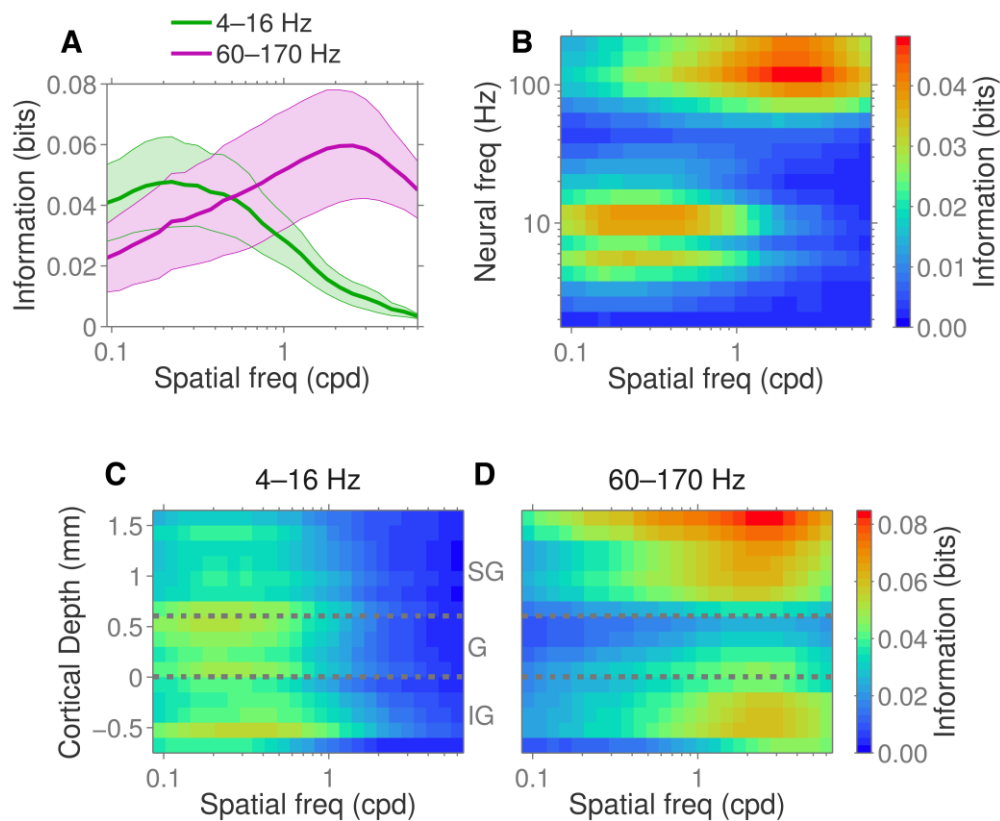 4–16 Hz
60–170 Hz
A
Information (bits)
0.08
0.06
0.04
0.02
0
0.1
1
Spatial freq (cpd)
B
Neural freq (Hz)
100
10
0.1
1
Spatial freq (cpd)
0.04
0.03
0.02
0.01
0.00
Information (bits)
C
4–16 Hz
Cortical Depth (mm)
1.5
1
0.5
0
−0.5
0.1
1
Spatial freq (cpd)
SG
G
IG
D
60–170 Hz
0.1
1
Spatial freq (cpd)
0.08
0.06
0.04
0.02
0.00
Information (bits)